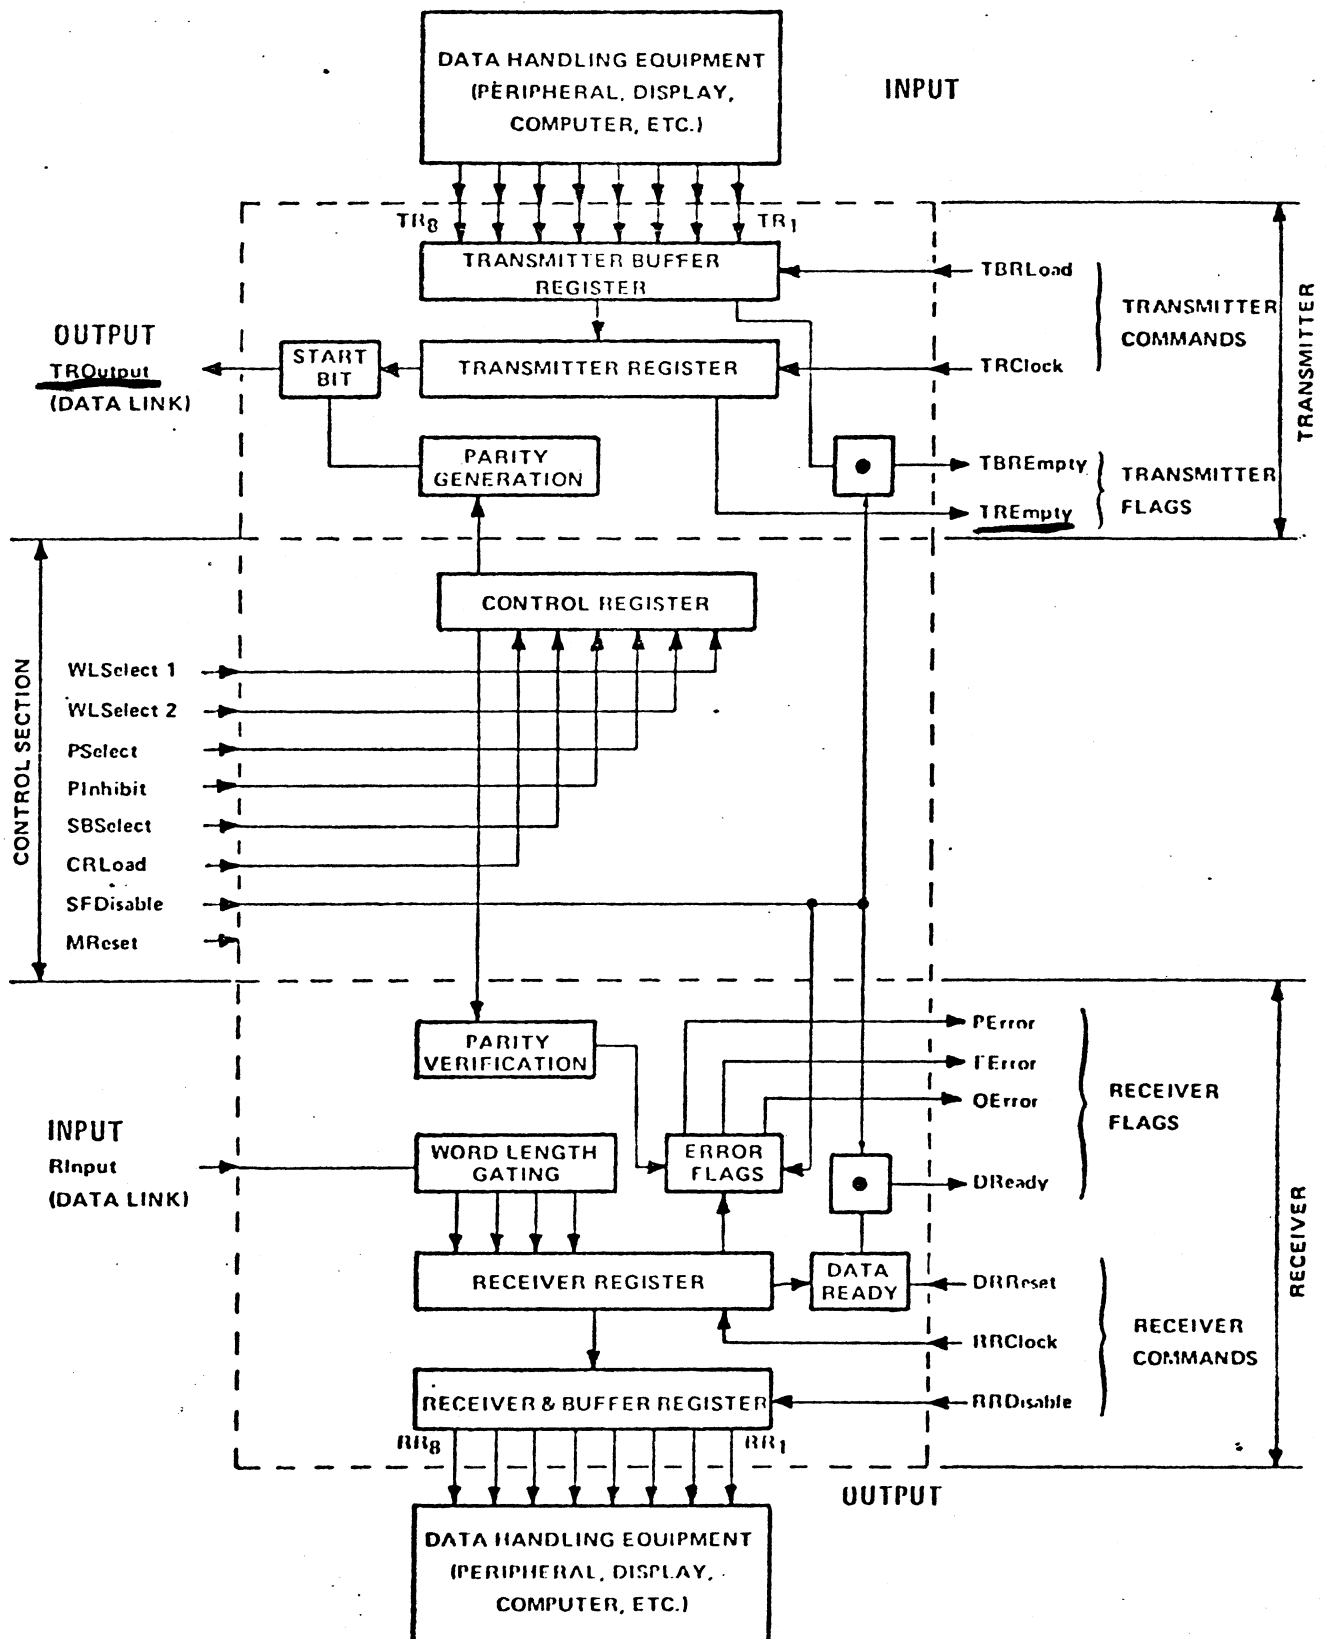 DATA HANDLING EQUIPMENT
(PERIPHERAL, DISPLAY,
COMPUTER, ETC.)
INPUT
TR8
TR1
TRANSMITTER BUFFER
REGISTER
TBRLoad
TRANSMITTER
COMMANDS
TRANSMITTER
OUTPUT
TROutput
(DATA LINK)
START
BIT
TRANSMITTER REGISTER
TRClock
PARITY
GENERATION
TBREmpty
TREmpty
TRANSMITTER
FLAGS
CONTROL REGISTER
CONTROL SECTION
WLSelect 1
WLSelect 2
PSelect
PInhibit
SBSelect
CRLoad
SFDisable
MReset
PARITY
VERIFICATION
PError
FError
OError
RECEIVER
FLAGS
INPUT
RInput
(DATA LINK)
WORD LENGTH
GATING
ERROR
FLAGS
DReady
RECEIVER
RECEIVER REGISTER
DATA
READY
DRReset
RRClock
RRDisable
RECEIVER
COMMANDS
RECEIVER & BUFFER REGISTER
RR8
RR1
OUTPUT
DATA HANDLING EQUIPMENT
(PERIPHERAL, DISPLAY,
COMPUTER, ETC.)